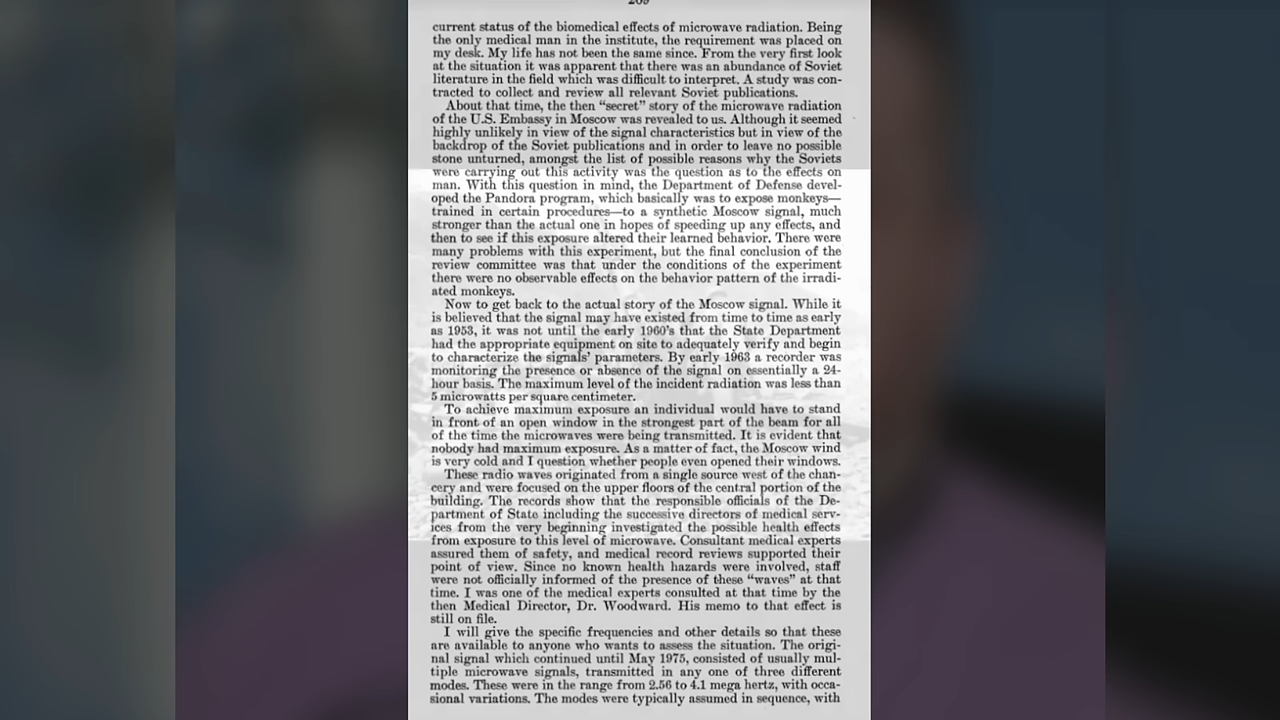 current status of the biomedical effects of microwave radiation. Being
the only medical man in the institute, the requirement was placed on
my desk. My life has not been the same since. From the very first look
at the situation it was apparent that there was an abundance of Soviet
literature in the field which was difficult to interpret. A study was con-
tracted to collect and review all relevant Soviet publications.
About that time, the then “secret” story of the microwave radiation
of the U.S. Embassy in Moscow was revealed to us. Although it seemed
highly unlikely in view of the signal characteristics but in view of the
backdrop of the Soviet publications and in order to leave no possible
stone unturned, amongst the list of possible reasons why the Soviets
were carrying out this activity was the question as to the effects on
man. With this question in mind, the Department of Defense devel-
oped the Pandora program, which basically was to expose monkeys—
trained in certain procedures—to a synthetic Moscow signal, much
stronger than the actual one in hopes of speeding up any effects, and
then to see if this exposure altered their learned behavior. There were
many problems with this experiment, but the final conclusion of the
review committee was that under the conditions of the experiment
there were no observable effects on the behavior pattern of the irradi-
ated monkeys.
Now to get back to the actual story of the Moscow signal. While it
is believed that the signal may have existed from time to time as early
as 1953, it was not until the early 1960’s that the State Department
had the appropriate equipment on site to adequately verify and begin
to characterize the signals’ parameters. By early 1963 a recorder was
monitoring the presence or absence of the signal on essentially a 24-
hour basis. The maximum level of the incident radiation was less than
5 microwatts per square centimeter.
To achieve maximum exposure an individual would have to stand
in front of an open window in the strongest part of the beam for all
of the time the microwaves were being transmitted. It is evident that
nobody had maximum exposure. As a matter of fact, the Moscow wind
is very cold and I question whether people even opened their windows.
These radio waves originated from a single source west of the chan-
cery and were focused on the upper floors of the central portion of the
building. The records show that the responsible officials of the De-
partment of State including the successive directors of medical serv-
ices from the very beginning investigated the possible health effects
from exposure to this level of microwave. Consultant medical experts
assured them of safety, and medical record reviews supported their
point of view. Since no known health hazards were involved, staff
were not officially informed of the presence of these “waves” at that
time. I was one of the medical experts consulted at that time by the
then Medical Director, Dr. Woodward. His memo to that effect is
still on file.
I will give the specific frequencies and other details so that these
are available to anyone who wants to assess the situation. The origi-
nal signal which continued until May 1975, consisted of usually mul-
tiple microwave signals, transmitted in any one of three different
modes. These were in the range from 2.56 to 4.1 mega hertz, with occa-
sional variations. The modes were typically assumed in sequence, with